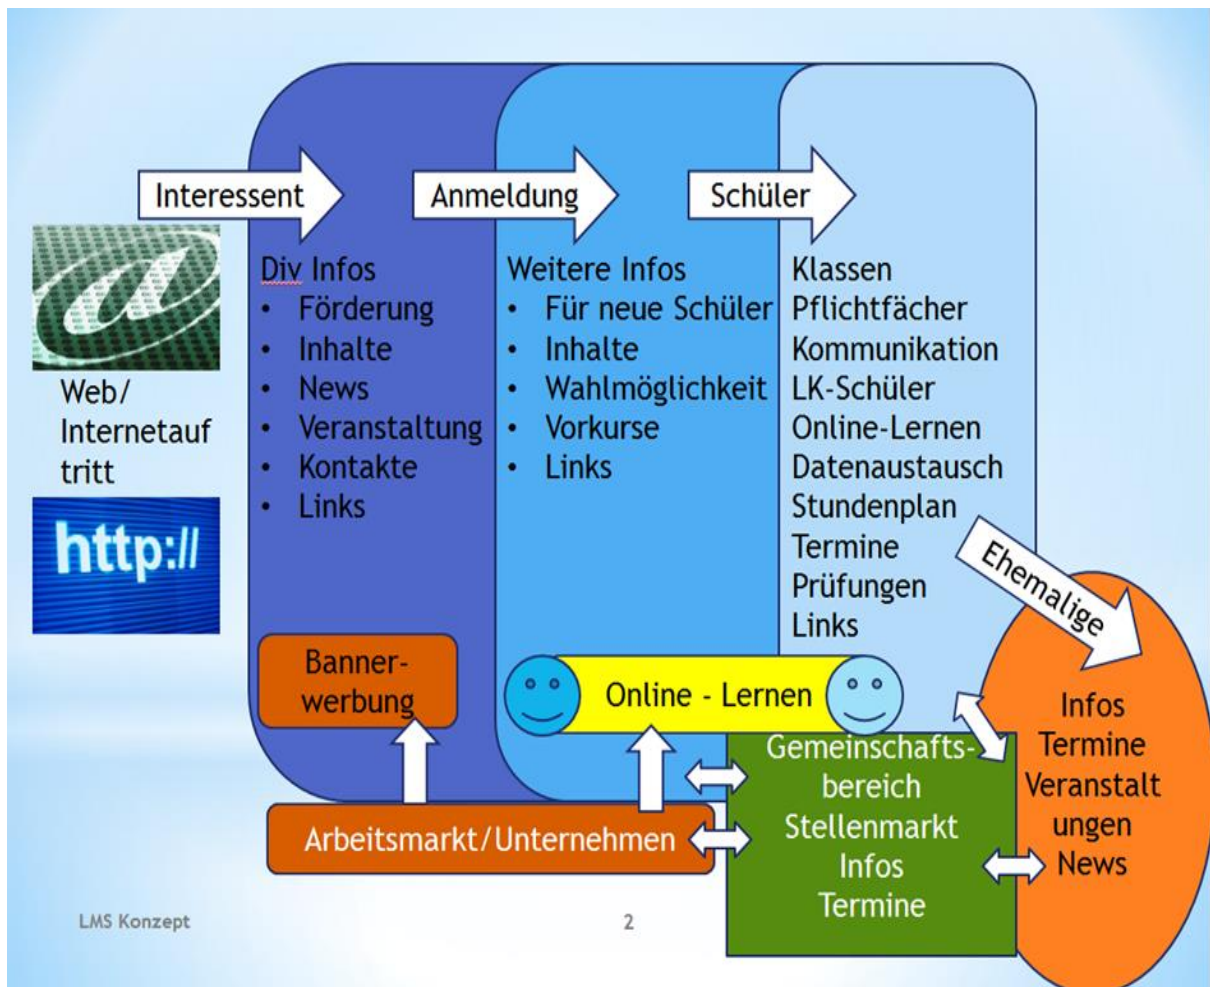 Interessent
Anmeldung
Schüler
Web/
Internetauf
tritt
http://
Div Infos
• Förderung
• Inhalte
• News
• Veranstaltung
• Kontakte
• Links
Weitere Infos
• Für neue Schüler
• Inhalte
• Wahlmöglichkeit
• Vorkurse
• Links
Klassen
Pflichtfächer
Kommunikation
LK-Schüler
Online-Lernen
Datenaustausch
Stundenplan
Termine
Prüfungen
Links
Ehemalige
Banner-
werbung
Online - Lernen
Infos
Termine
Veranstalt
ungen
News
Gemeinschafts-
bereich
Stellenmarkt
Infos
Termine
Arbeitsmarkt/Unternehmen
LMS Konzept
2